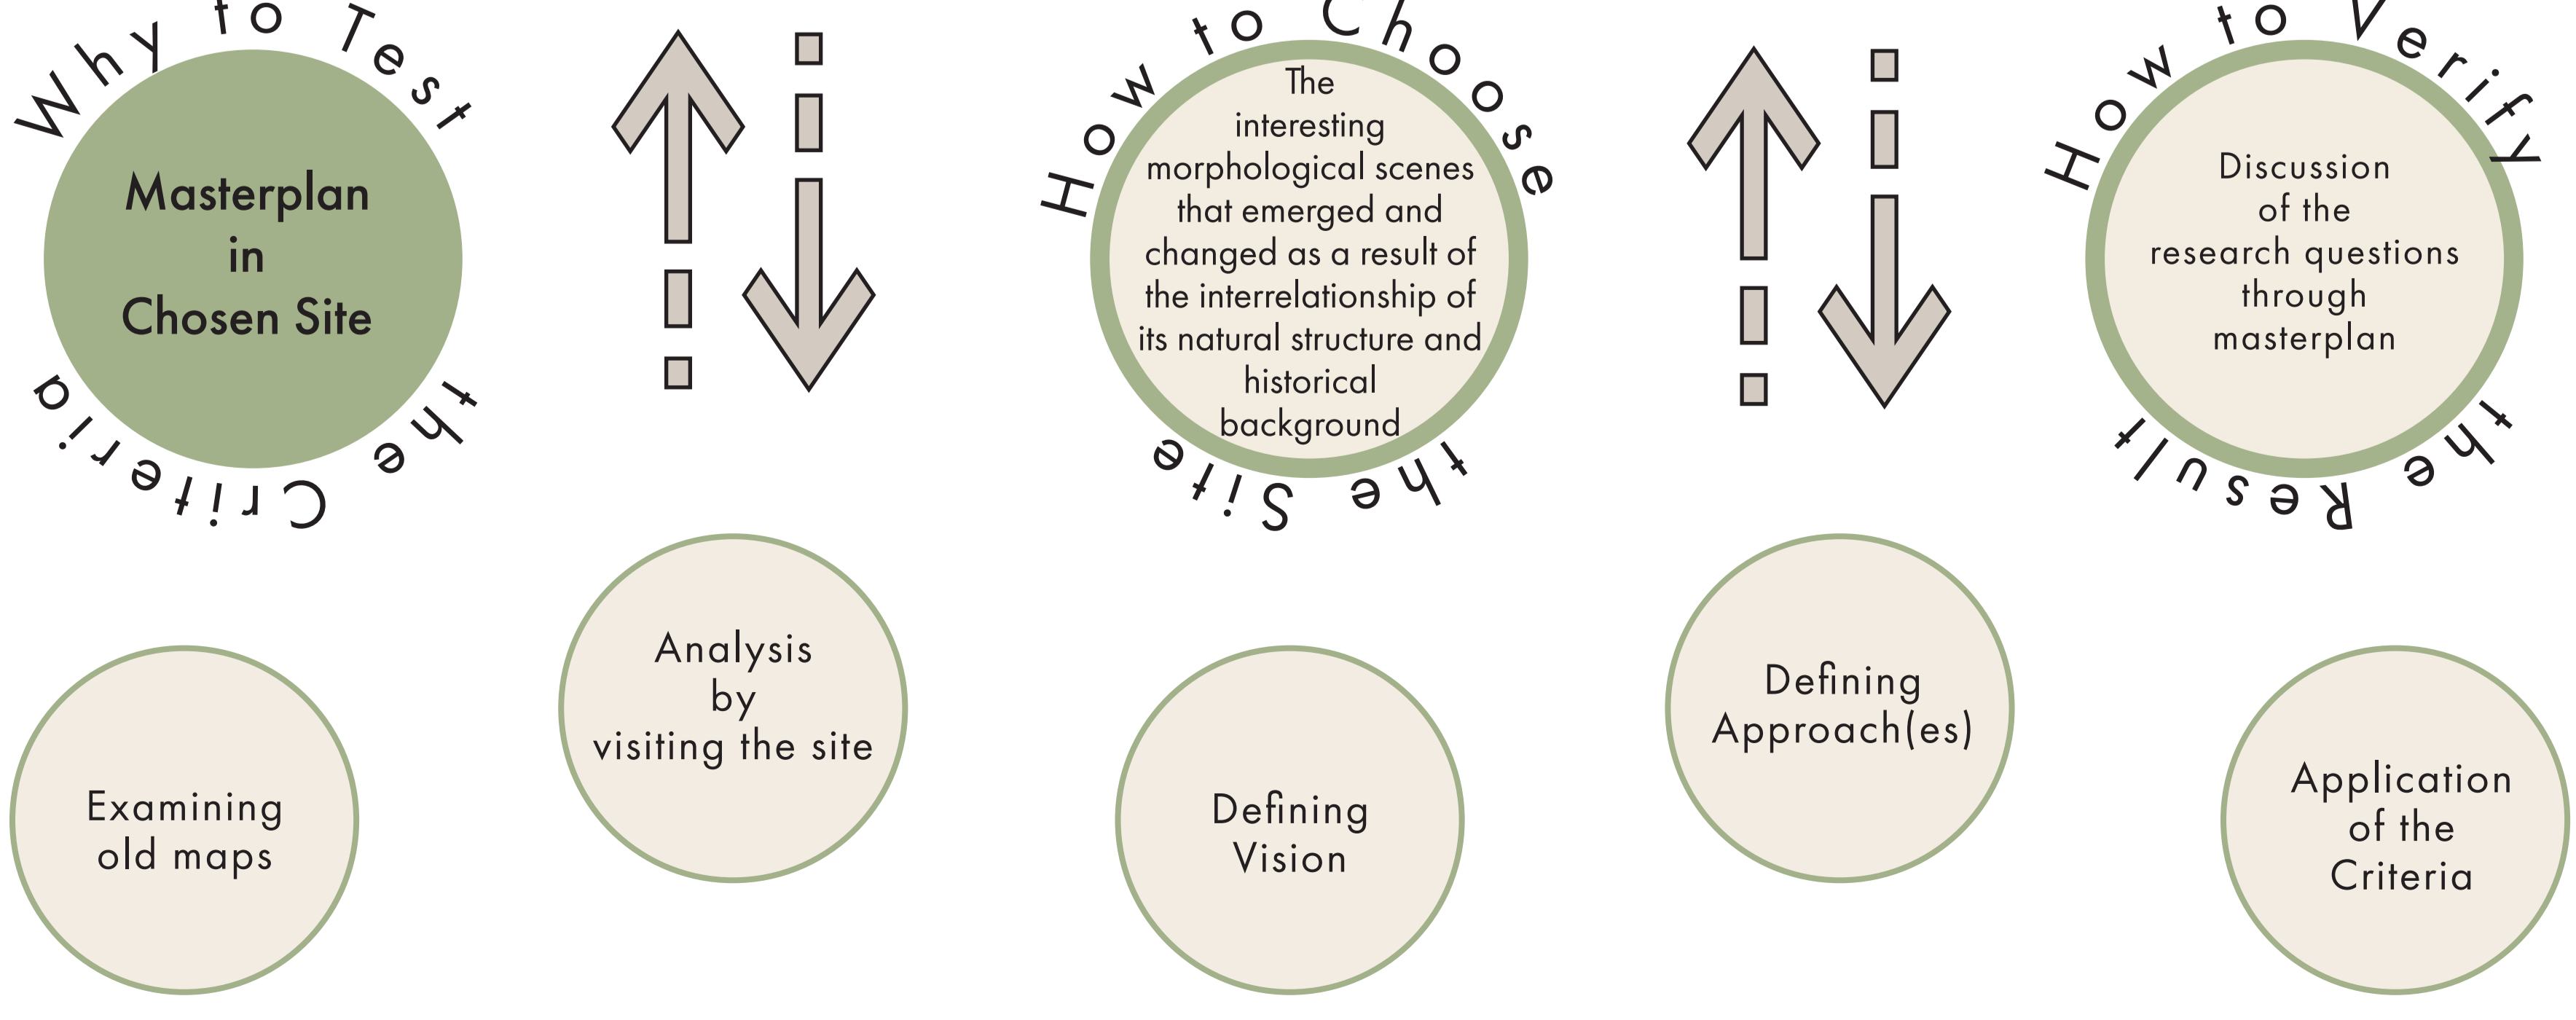 Why to Test
the Criteria
Masterplan
in
Chosen Site
How to Choose
the Site
The
interesting
morphological scenes
that emerged and
changed as a result of
the interrelationship of
its natural structure and
historical
background
How to Verify
the Result
Discussion
of the
research questions
through
masterplan
Examining
old maps
Analysis
by
visiting the site
Defining
Vision
Defining
Approach(es)
Application
of the
Criteria